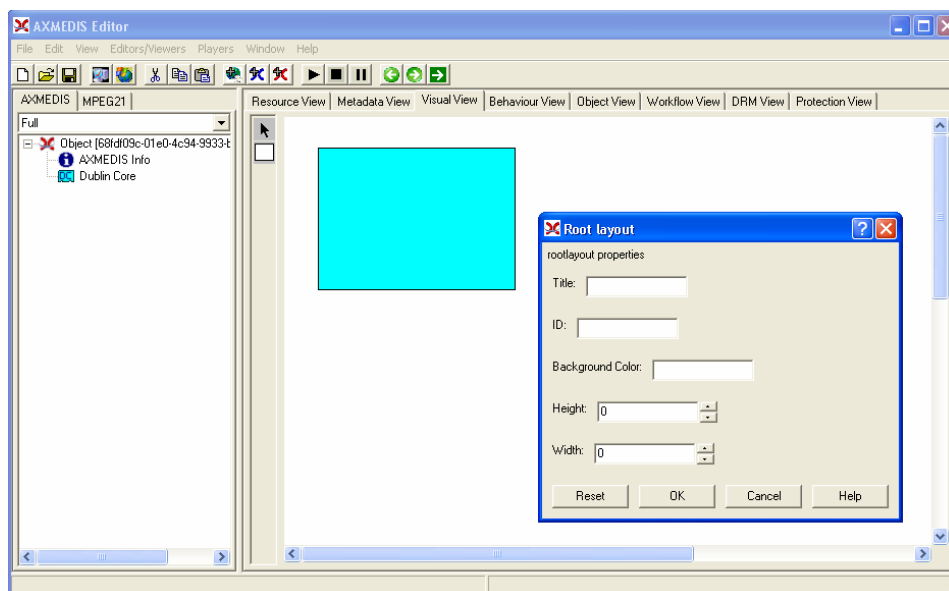 AXMEDIS Editor
File Edit View Editors/Viewers Players Window Help
AXMEDIS MPEG21
Resource View Metadata View Visual View Behaviour View Object View Workflow View DRM View Protection View
Full
Object [68fdf09c-01e0-4c94-9933-b
AXMEDIS Info
DC Dublin Core
Root layout
rootlayout properties
Title:
ID:
Background Color:
Height: 0
Width: 0
Reset OK Cancel Help